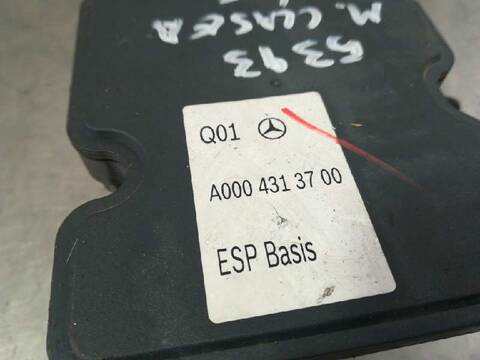 M. CLASE A
5393
Q01
A000 431 37 00
ESP Basis